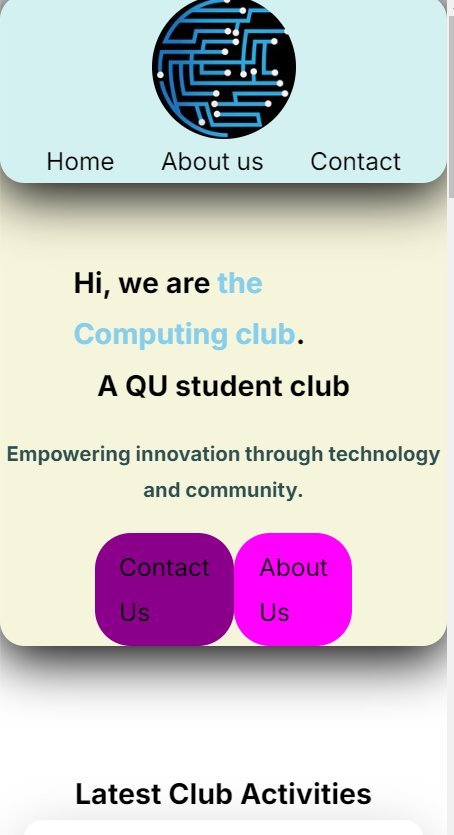 Home About us Contact
Hi, we are the
Computing club.
A QU student club
Empowering innovation through technology
and community.
Contact About
Us Us
Latest Club Activities